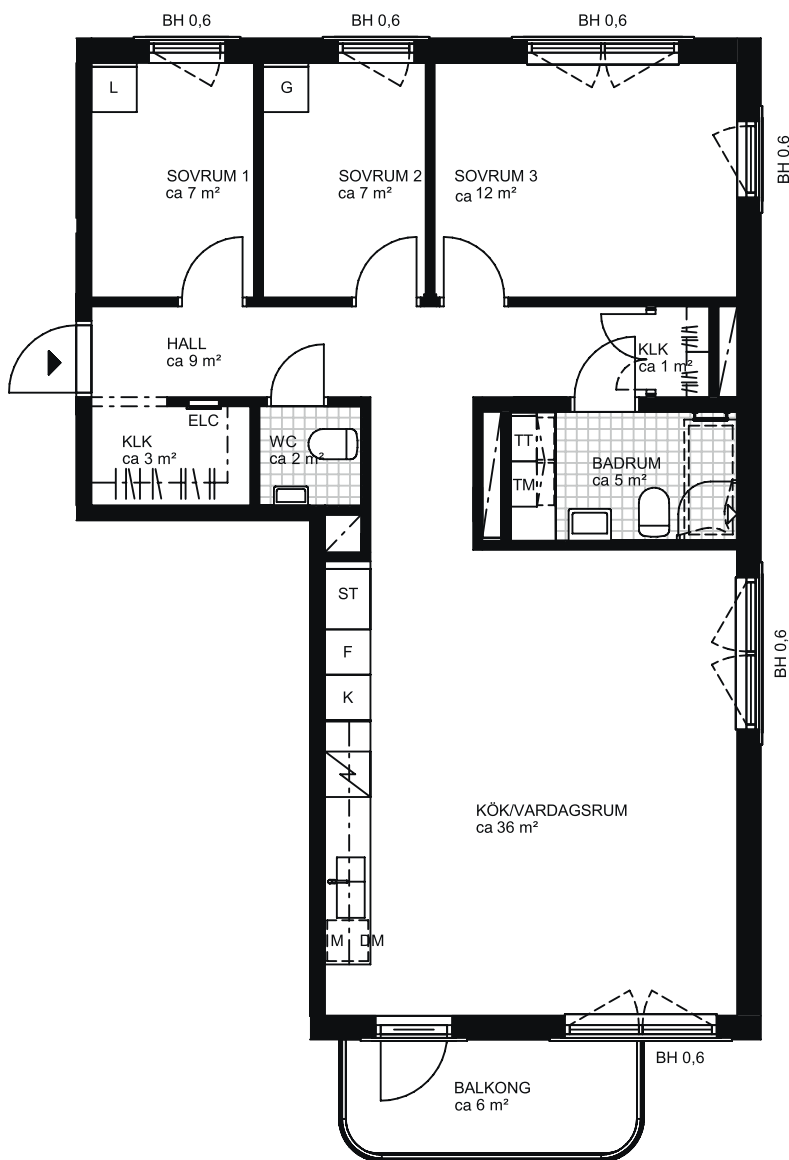 BH 0,6
BH 0,6
BH 0,6
L
G
BH 0.6
SOVRUM 1
ca 7 m²
SOVRUM 2
ca 7 m²
SOVRUM 3
ca 12 m²
HALL
ca 9 m²
KLK
ca 1 m²
ELC
KLK
ca 3 m²
WC
ca 2 m²
TT
TM
BADRUM
ca 5 m²
ST
F
K
BH 0,6
KÖK/VARDAGSRUM
ca 36 m²
M DM
BH 0,6
BALKONG
ca 6 m²